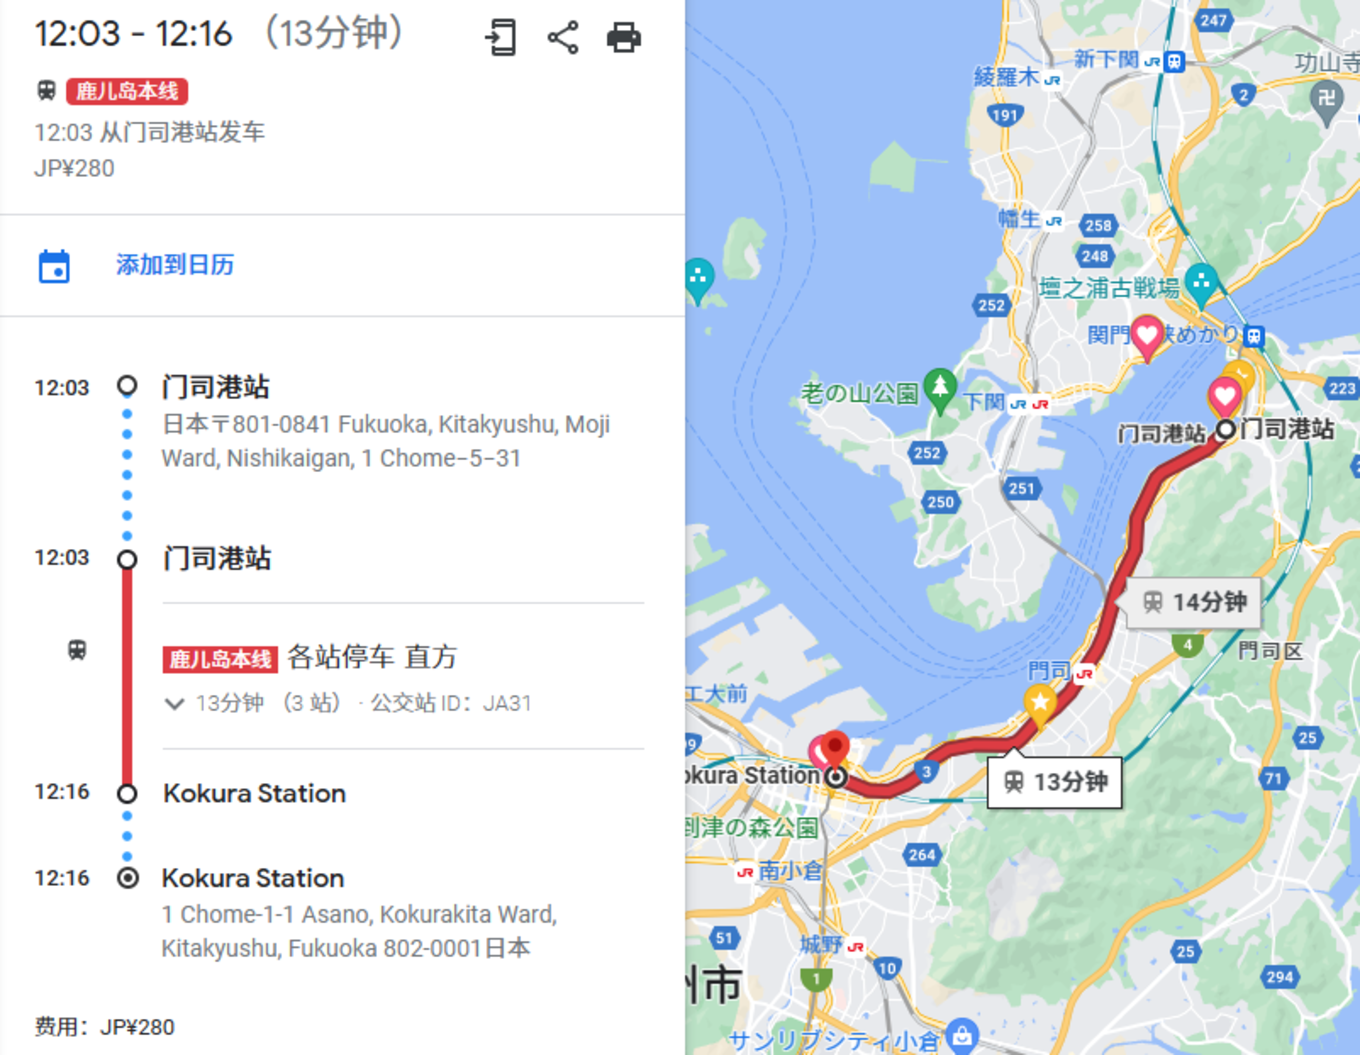 12:03 - 12:16 （13分钟）
鹿儿岛本线
12:03 从门司港站发车
JP¥280
添加到日历
12:03 门司港站
日本〒801-0841 Fukuoka, Kitakyushu, Moji
Ward, Nishikaigan, 1 Chome−5−31
12:03 门司港站
鹿儿岛本线 各站停车 直方
13分钟 （3 站） · 公交站 ID： JA31
12:16 Kokura Station
12:16 Kokura Station
1 Chome-1-1 Asano, Kokurakita Ward,
Kitakyushu, Fukuoka 802-0001日本
费用： JP¥280
247
新下関 JR
功山寺
綾羅木 JR
2
191
幡生 JR
258
248
壇之浦古戦場
252
関門
峡めかり
老の山公園
下関 JR JR
223
门司港站
门司港站
252
250
251
14分钟
4
門司区
門司 JR
工大前
25
9
3
13分钟
71
okura Station
到津の森公園
264
JR 南小倉
51
城野 JR
10
25
294
1
州市
サンリブシティ小倉